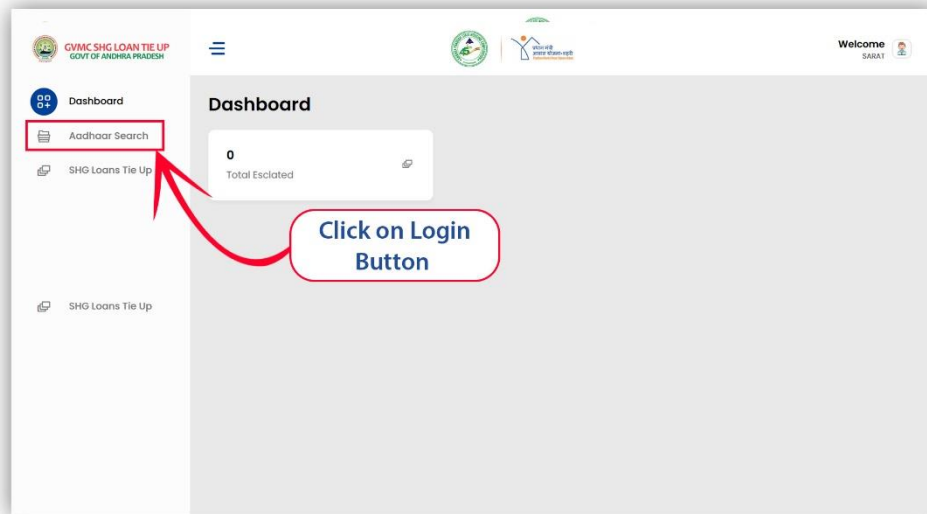 GVMC SHG LOAN TIE UP
GOVT OF ANDHRA PRADESH
Welcome
SARAT
Dashboard
Aadhaar Search
SHG Loans Tie Up
SHG Loans Tie Up
Dashboard
0
Total Esclated
Click on Login
Button